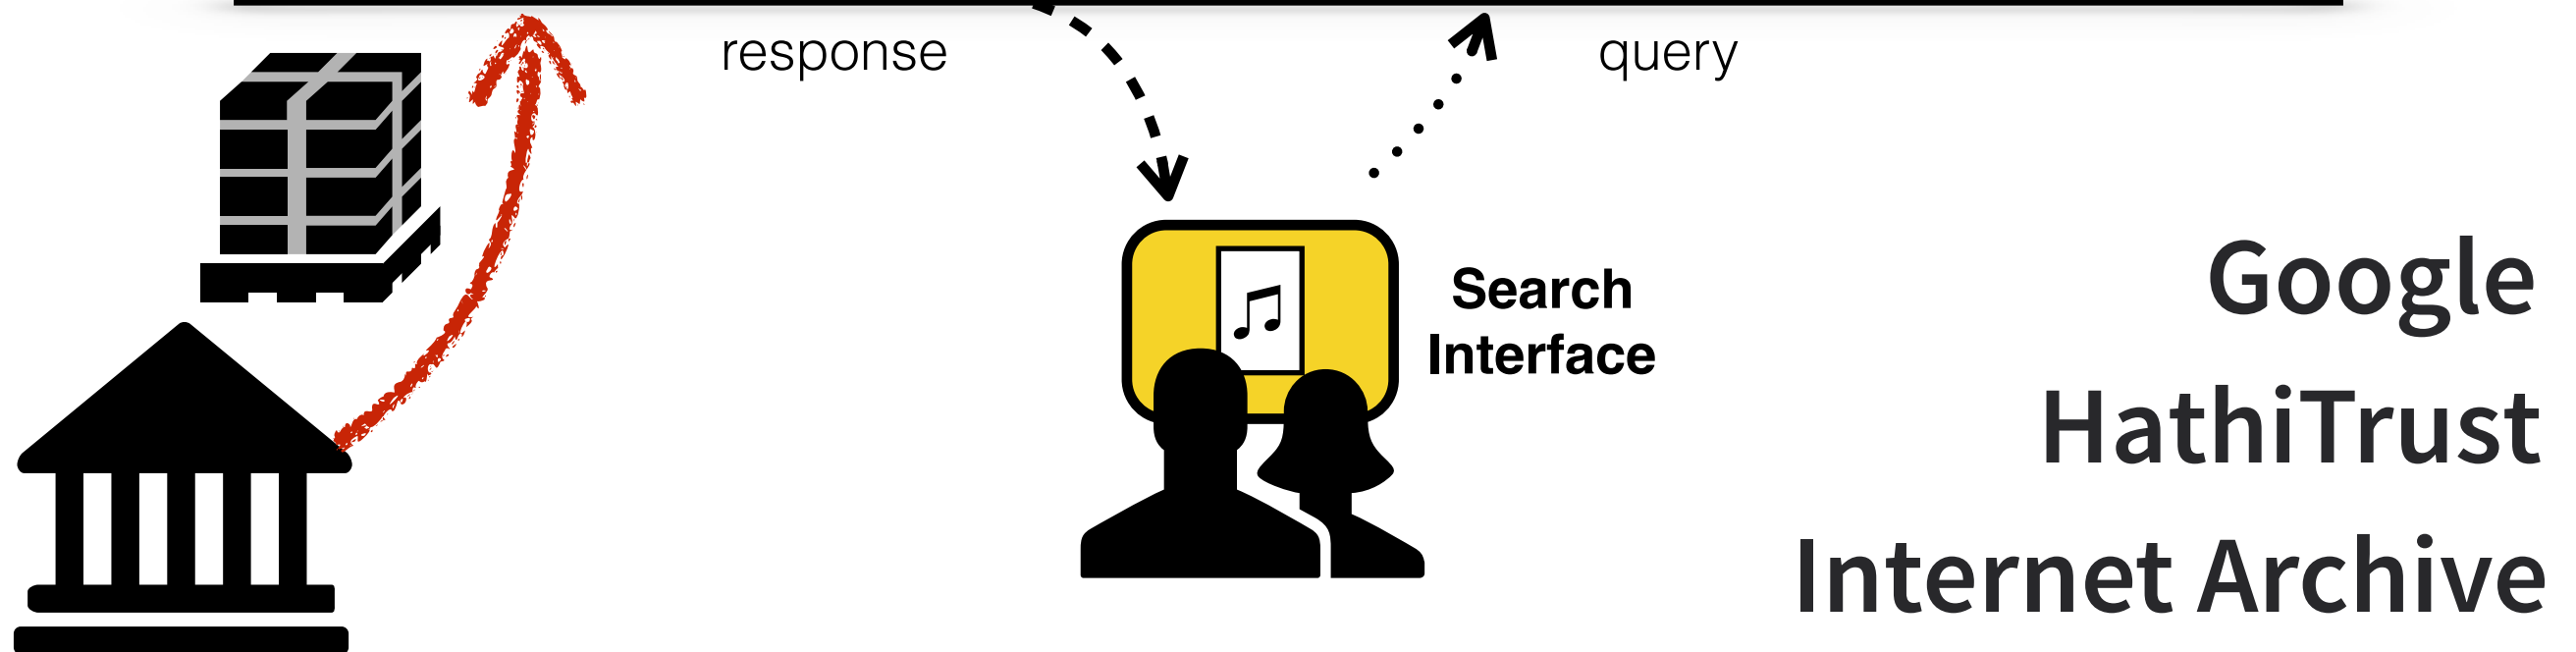 response
query
Search
Interface
Google
HathiTrust
Internet Archive